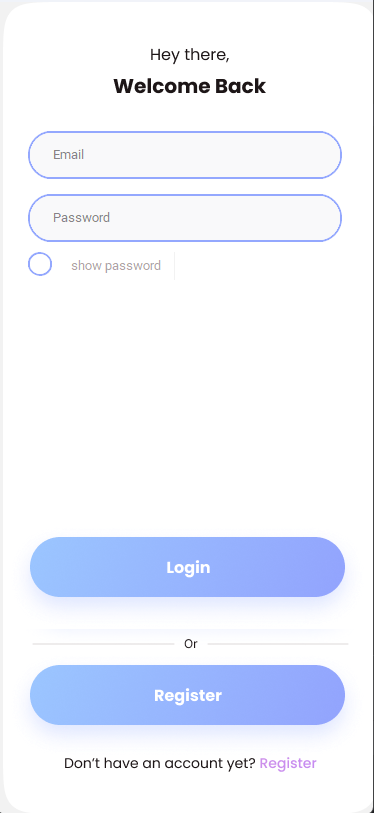 Hey there,
Welcome Back
Email
Password
show password
Login
Or
Register
Don’t have an account yet? Register